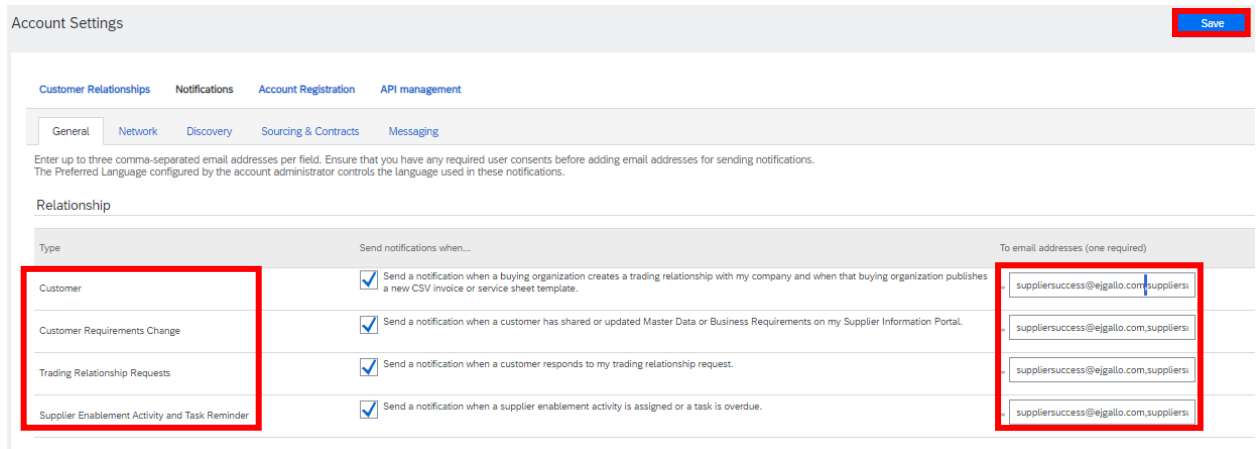 Account Settings
Save
Customer Relationships Notifications Account Registration API management
General Network Discovery Sourcing & Contracts Messaging
Enter up to three comma-separated email addresses per field. Ensure that you have any required user consents before adding email addresses for sending notifications.
The Preferred Language configured by the account administrator controls the language used in these notifications.
Relationship
Type Send notifications when... To email addresses (one required)
Customer
Send a notification when a buying organization creates a trading relationship with my company and when that buying organization publishes
a new CSV invoice or service sheet template.
suppliersuccess@ejgallo.com,suppliersu
Customer Requirements Change
Send a notification when a customer has shared or updated Master Data or Business Requirements on my Supplier Information Portal.
suppliersuccess@ejgallo.com,suppliersu
Trading Relationship Requests
Send a notification when a customer responds to my trading relationship request.
suppliersuccess@ejgallo.com,suppliersu
Supplier Enablement Activity and Task Reminder
Send a notification when a supplier enablement activity is assigned or a task is overdue.
suppliersuccess@ejgallo.com,suppliersu